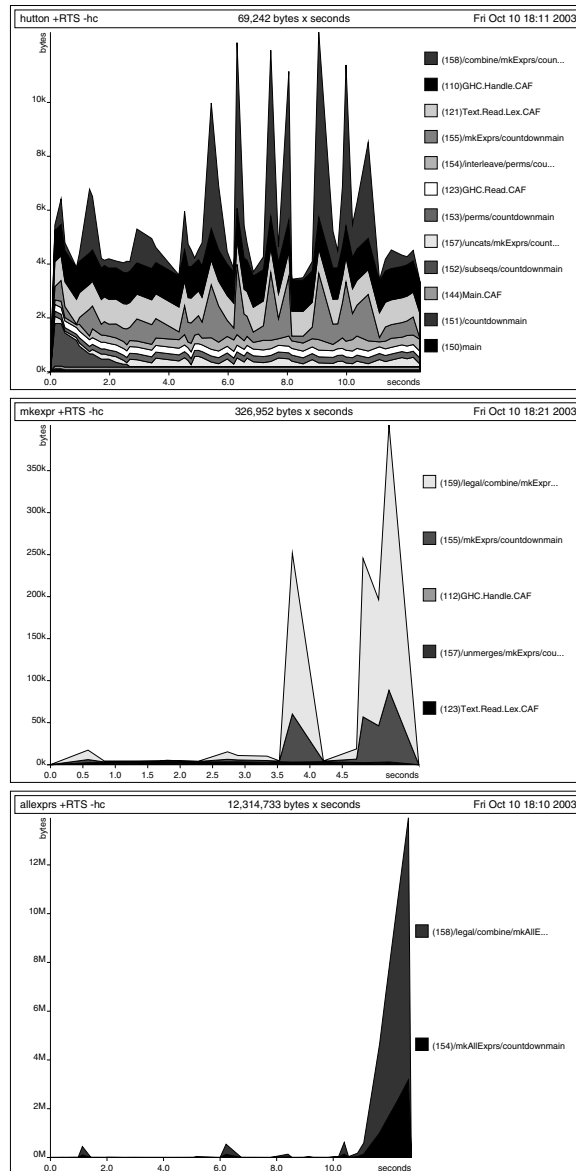 hutton +RTS -hc 69,242 bytes x seconds Fri Oct 10 18:11 2003
bytes
(158)/combine/mkExprs/coun...
(110)GHC.Handle.CAF
(121)Text.Read.Lex.CAF
(155)/mkExprs/countdownmain
(154)/interleave/perms/cou...
(123)GHC.Read.CAF
(153)/perms/countdownmain
(157)/uncats/mkExprs/count...
(152)/subseqs/countdownmain
(144)Main.CAF
(151)/countdownmain
(150)main
10k
8k
6k
4k
2k
0k
0.0 2.0 4.0 6.0 8.0 10.0 seconds
mkexpr +RTS -hc 326,952 bytes x seconds Fri Oct 10 18:21 2003
bytes
(159)/legal/combine/mkExpr...
(155)/mkExprs/countdownmain
(112)GHC.Handle.CAF
(157)/unmerges/mkExprs/cou...
(123)Text.Read.Lex.CAF
350k
300k
250k
200k
150k
100k
50k
0k
0.0 0.5 1.0 1.5 2.0 2.5 3.0 3.5 4.0 4.5 seconds
allexprs +RTS -hc 12,314,733 bytes x seconds Fri Oct 10 18:10 2003
bytes
(158)/legal/combine/mkAllE...
(154)/mkAllExprs/countdownmain
12M
10M
8M
6M
4M
2M
0M
0.0 2.0 4.0 6.0 8.0 10.0 seconds